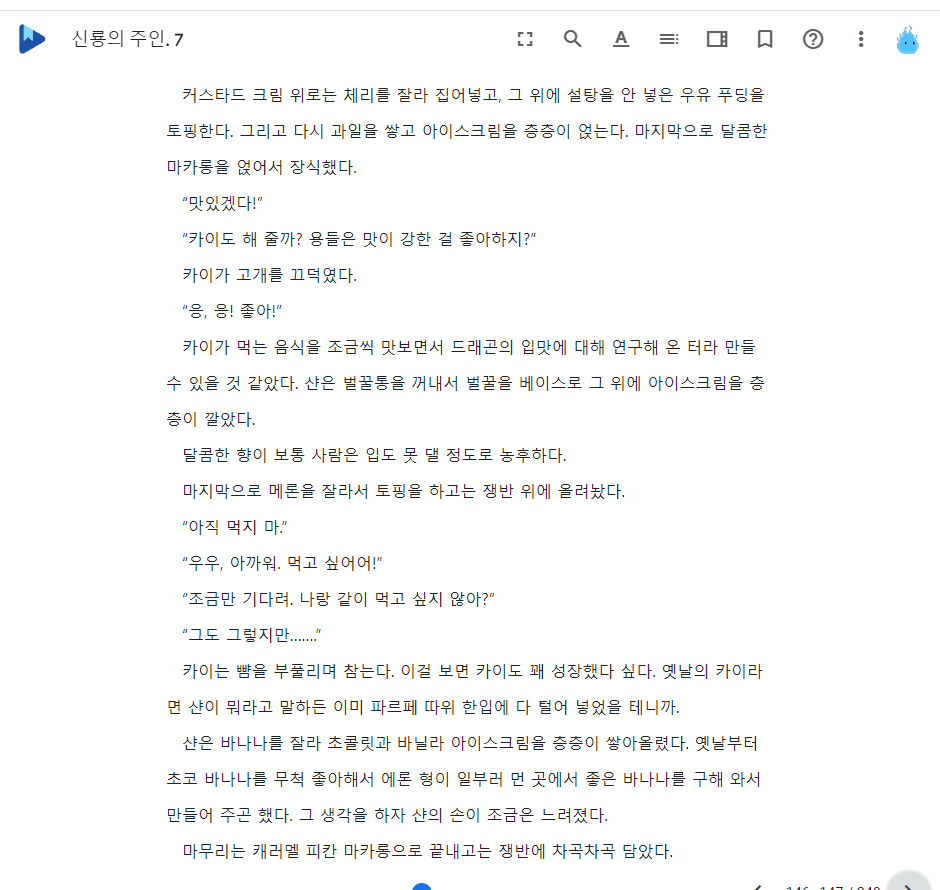 신룡의 주인. 7
커스타드 크림 위로는 체리를 잘라 집어넣고, 그 위에 설탕을 안 넣은 우유 푸딩을
토핑한다. 그리고 다시 과일을 쌓고 아이스크림을 층층이 얹는다. 마지막으로 달콤한
마카롱을 얹어서 장식했다.
“맛있겠다!”
“카이도 해 줄까? 용들은 맛이 강한 걸 좋아하지?”
카이가 고개를 끄덕였다.
“응, 응! 좋아!”
카이가 먹는 음식을 조금씩 맛보면서 드래곤의 입맛에 대해 연구해 온 터라 만들
수 있을 것 같았다. 샨은 벌꿀통을 꺼내서 벌꿀을 베이스로 그 위에 아이스크림을 층
층이 깔았다.
달콤한 향이 보통 사람은 입도 못 댈 정도로 농후하다.
마지막으로 메론을 잘라서 토핑을 하고는 쟁반 위에 올려놨다.
“아직 먹지 마.”
“우우, 아까워. 먹고 싶어어!”
“조금만 기다려. 나랑 같이 먹고 싶지 않아?”
“그도 그렇지만…….”
카이는 뺨을 부풀리며 참는다. 이걸 보면 카이도 꽤 성장했다 싶다. 옛날의 카이라
면 샨이 뭐라고 말하든 이미 파르페 따위 한입에 다 털어 넣었을 테니까.
샨은 바나나를 잘라 초콜릿과 바닐라 아이스크림을 층층이 쌓아올렸다. 옛날부터
초코 바나나를 무척 좋아해서 에론 형이 일부러 먼 곳에서 좋은 바나나를 구해 와서
만들어 주곤 했다. 그 생각을 하자 샨의 손이 조금은 느려졌다.
마무리는 캐러멜 피칸 마카롱으로 끝내고는 쟁반에 차곡차곡 담았다.